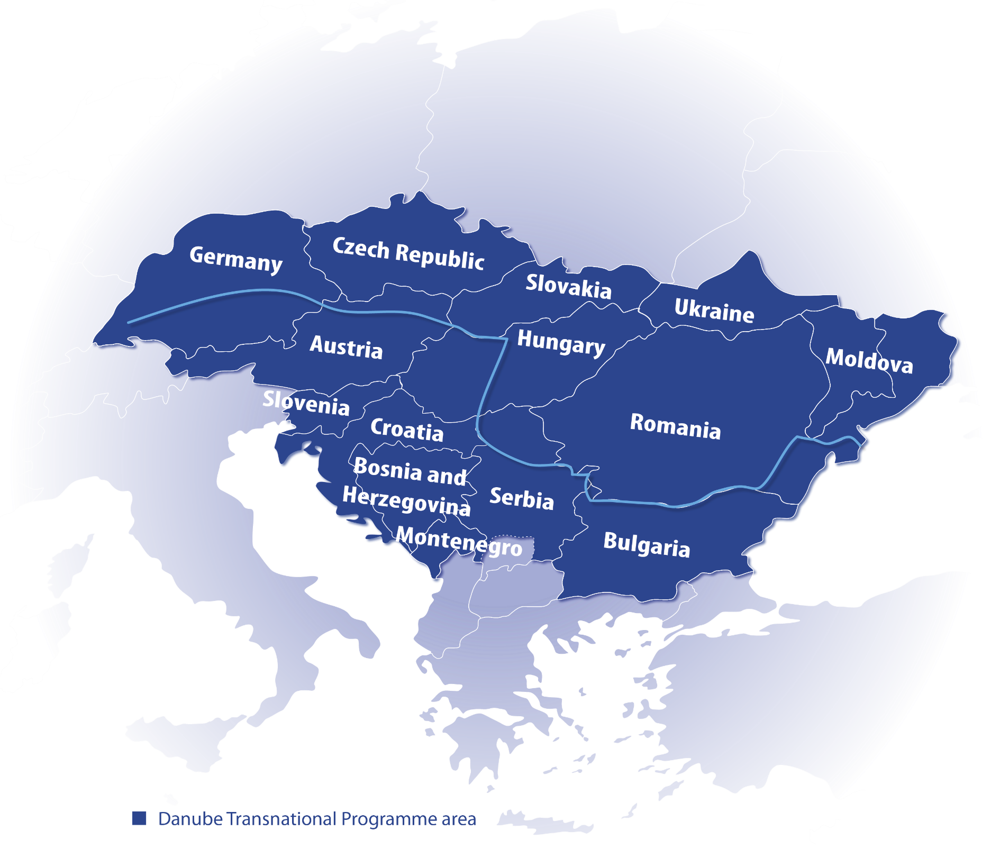 Germany
Czech Republic
Slovakia
Ukraine
Austria
Hungary
Moldova
Slovenia
Croatia
Romania
Bosnia and
Herzegovina
Serbia
Montenegro
Bulgaria
Danube Transnational Programme area